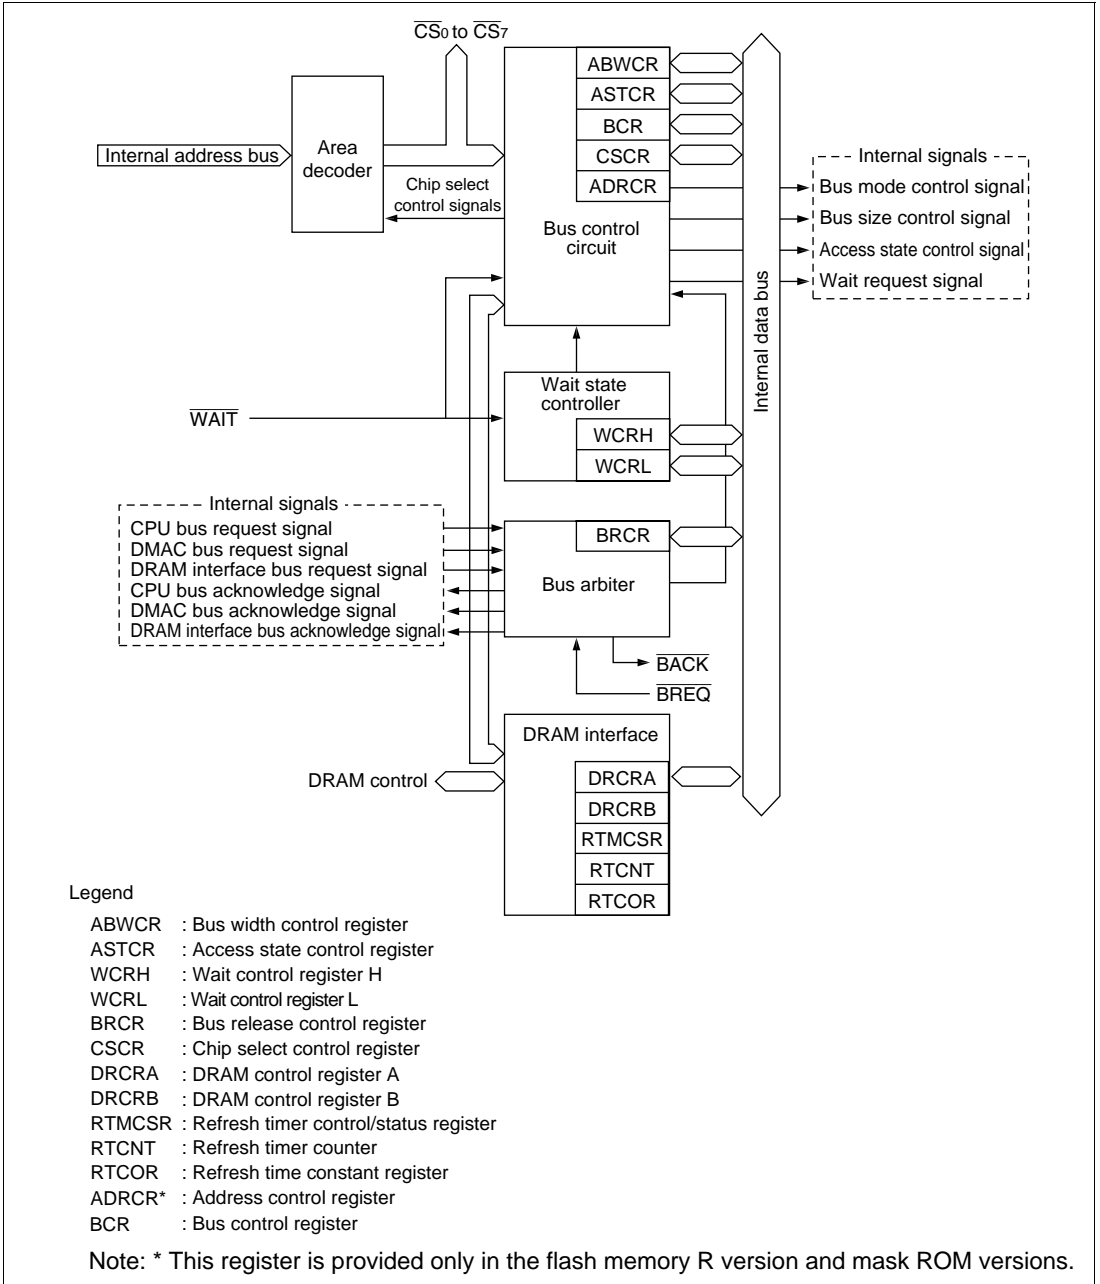 C̅S̅₀ to C̅S̅₇
ABWCR
ASTCR
BCR
CSCR
ADRCR
Bus control
circuit
Internal address bus
Area
decoder
Chip select
control signals
Internal signals
Bus mode control signal
Bus size control signal
Access state control signal
Wait request signal
Internal data bus
W̅A̅I̅T̅
Wait state
controller
WCRH
WCRL
Internal signals
CPU bus request signal
DMAC bus request signal
DRAM interface bus request signal
CPU bus acknowledge signal
DMAC bus acknowledge signal
DRAM interface bus acknowledge signal
BRCR
Bus arbiter
B̅A̅C̅K̅
B̅R̅E̅Q̅
DRAM interface
DRAM control
DRCRA
DRCRB
RTMCSR
RTCNT
RTCOR
Legend
ABWCR : Bus width control register
ASTCR : Access state control register
WCRH : Wait control register H
WCRL : Wait control register L
BRCR : Bus release control register
CSCR : Chip select control register
DRCRA : DRAM control register A
DRCRB : DRAM control register B
RTMCSR : Refresh timer control/status register
RTCNT : Refresh timer counter
RTCOR : Refresh time constant register
ADRCR* : Address control register
BCR : Bus control register
Note: * This register is provided only in the flash memory R version and mask ROM versions.